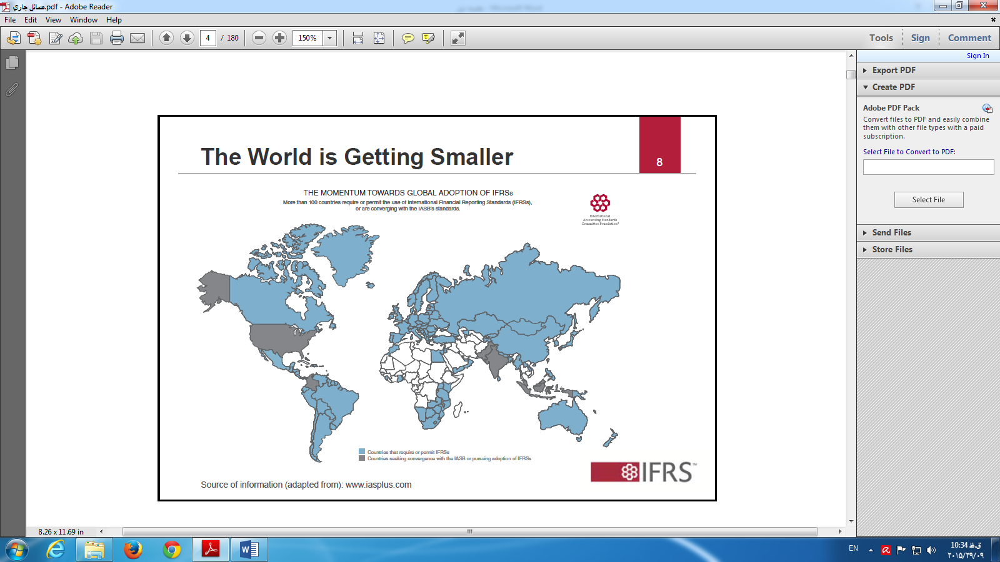 مسائل جاري.pdf - Adobe Reader
File Edit View Window Help
4 / 180 150% Tools Sign Comment
Sign In
Export PDF
Create PDF
Adobe PDF Pack
Convert files to PDF and easily combine
them with other file types with a paid
subscription.
Select File to Convert to PDF:
Select File
Send Files
Store Files
The World is Getting Smaller
8
THE MOMENTUM TOWARDS GLOBAL ADOPTION OF IFRSs
More than 100 countries require or permit the use of International Financial Reporting Standards (IFRSs),
or are converging with the IASB's standards.
International
Accounting Standards
Committee Foundation®
Countries that require or permit IFRSs
Countries seeking convergence with the IASB or pursuing adoption of IFRSs
IFRS™
Source of information (adapted from): www.iasplus.com
8.26 x 11.69 in
EN
10:34 ق.ظ
۲۰۱۵/۲۹/۰۹